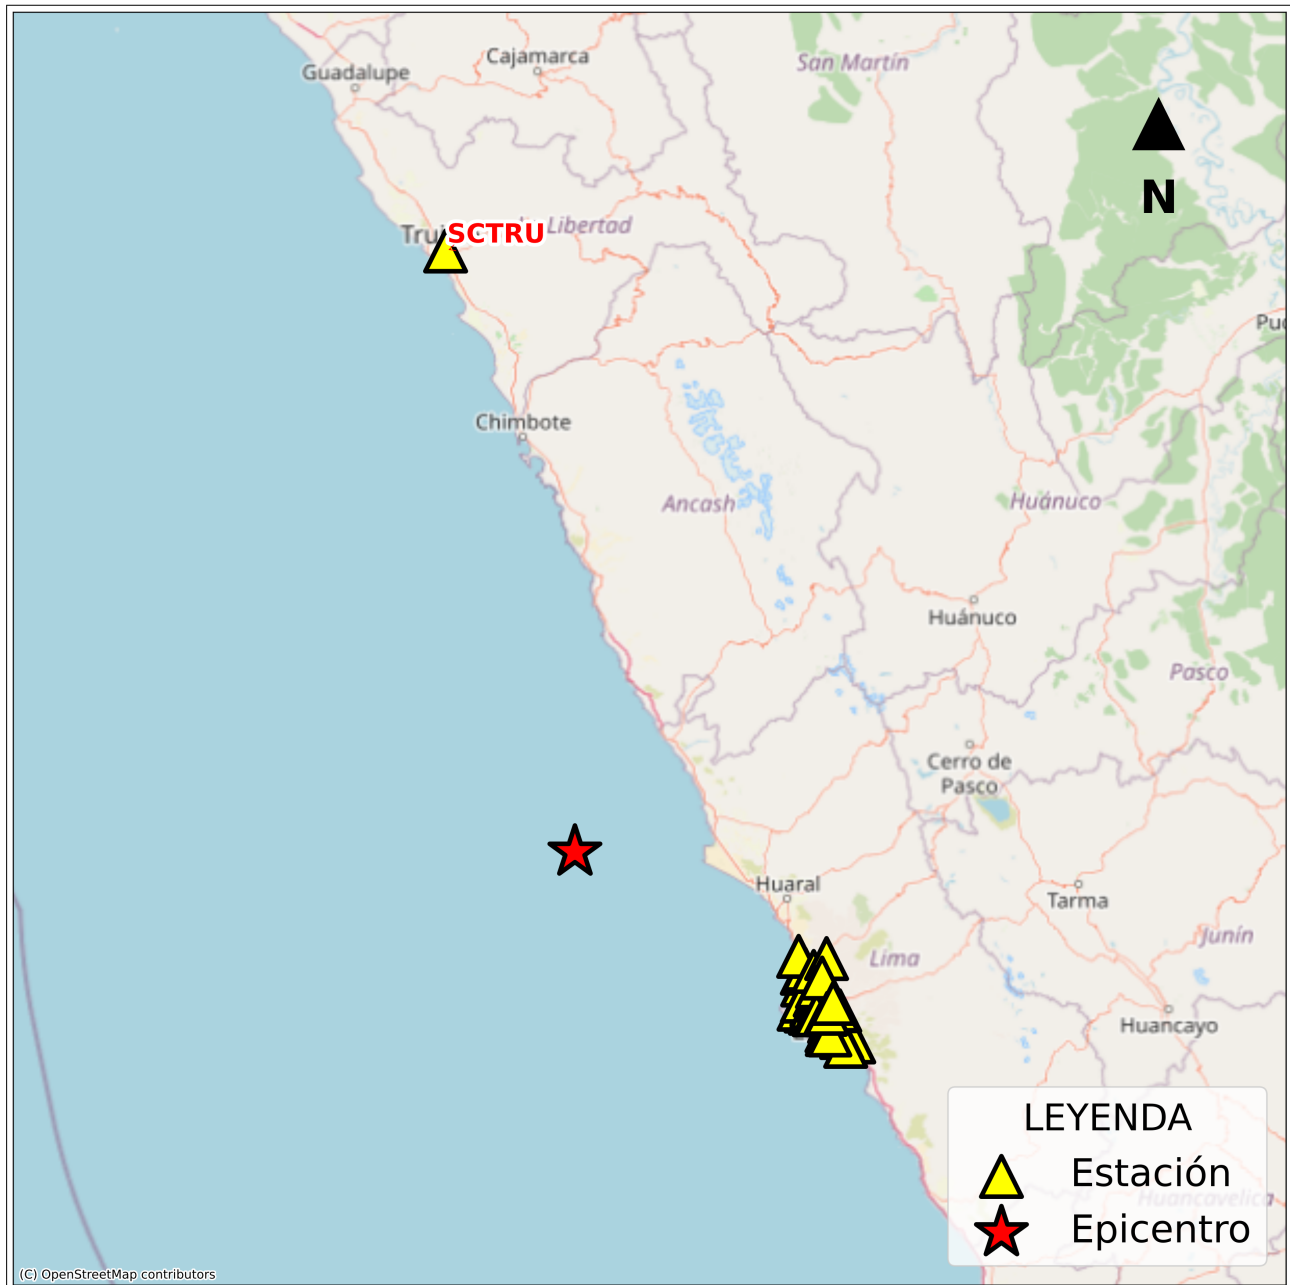 Cajamarca
Guadalupe
San Martín
N
Libertad
SCTRU
Chimbote
Ancash
Huánuco
Huánuco
Pasco
Cerro de
Pasco
Huaral
Tarma
Lima
Junín
Huancayo
LEYENDA
Estación
Huancavelica
Epicentro
(C) OpenStreetMap contributors